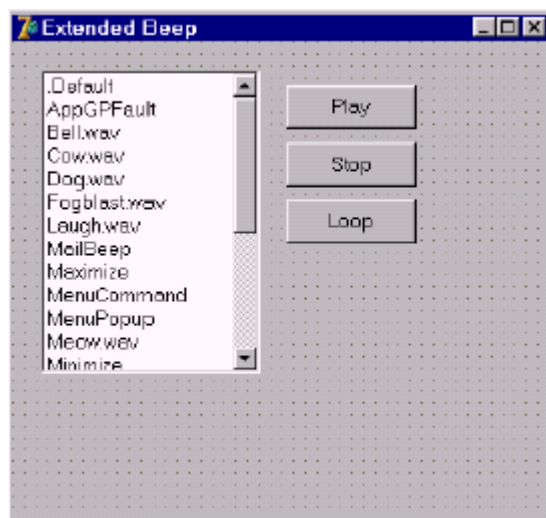 Extended Beep
.Default
AppGPFault
Bell.wav
Cow.wav
Dog.wav
Fogblast.wav
Laugh.wav
MailBeep
Maximize
MenuCommand
MenuPopup
Meow.wav
Minimize
Play
Stop
Loop